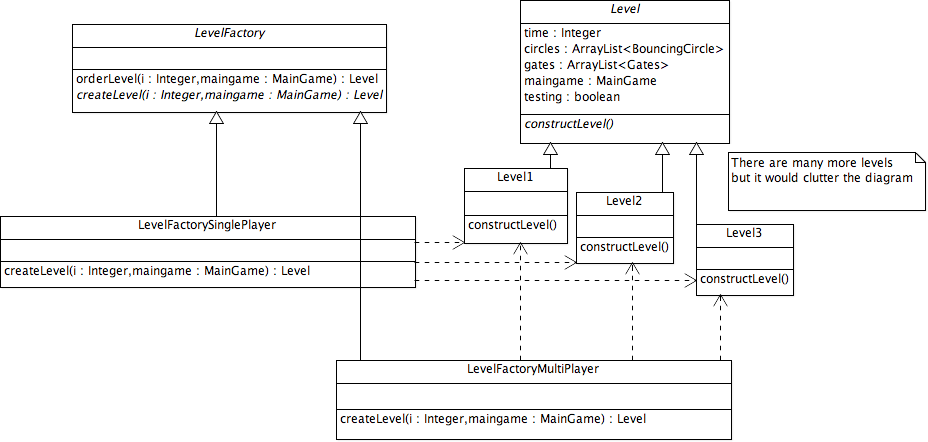 LevelFactory
orderLevel(i : Integer,maingame : MainGame) : Level
createLevel(i : Integer,maingame : MainGame) : Level
Level
time : Integer
circles : ArrayList<BouncingCircle>
gates : ArrayList<Gates>
maingame : MainGame
testing : boolean
constructLevel()
There are many more levels
but it would clutter the diagram
Level1
constructLevel()
Level2
constructLevel()
Level3
constructLevel()
LevelFactorySinglePlayer
createLevel(i : Integer,maingame : MainGame) : Level
LevelFactoryMultiPlayer
createLevel(i : Integer,maingame : MainGame) : Level